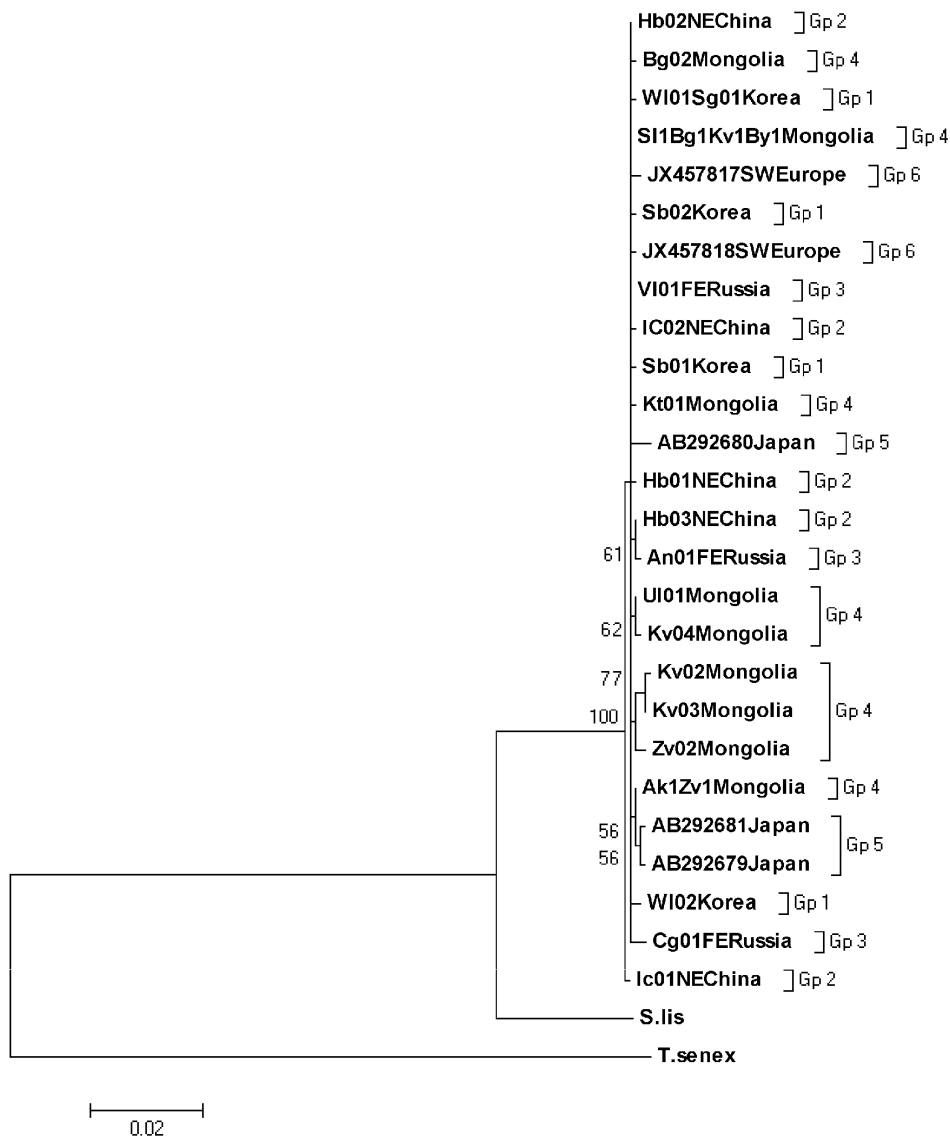 Hb02NEChina Gp 2
Bg02Mongolia Gp 4
Wl01Sg01Korea Gp 1
Sl1Bg1Kv1By1Mongolia Gp 4
JX457817SWEurope Gp 6
Sb02Korea Gp 1
JX457818SWEurope Gp 6
Vl01FERussia Gp 3
IC02NEChina Gp 2
Sb01Korea Gp 1
Kt01Mongolia Gp 4
AB292680Japan Gp 5
Hb01NEChina Gp 2
Hb03NEChina Gp 2
61 An01FERussia Gp 3
Ul01Mongolia
Gp 4
62 Kv04Mongolia
77 Kv02Mongolia
100 Kv03Mongolia Gp 4
Zv02Mongolia
Ak1Zv1Mongolia Gp 4
56 AB292681Japan
Gp 5
56 AB292679Japan
Wl02Korea Gp 1
Cg01FERussia Gp 3
Ic01NEChina Gp 2
S.lis
T.senex
0.02